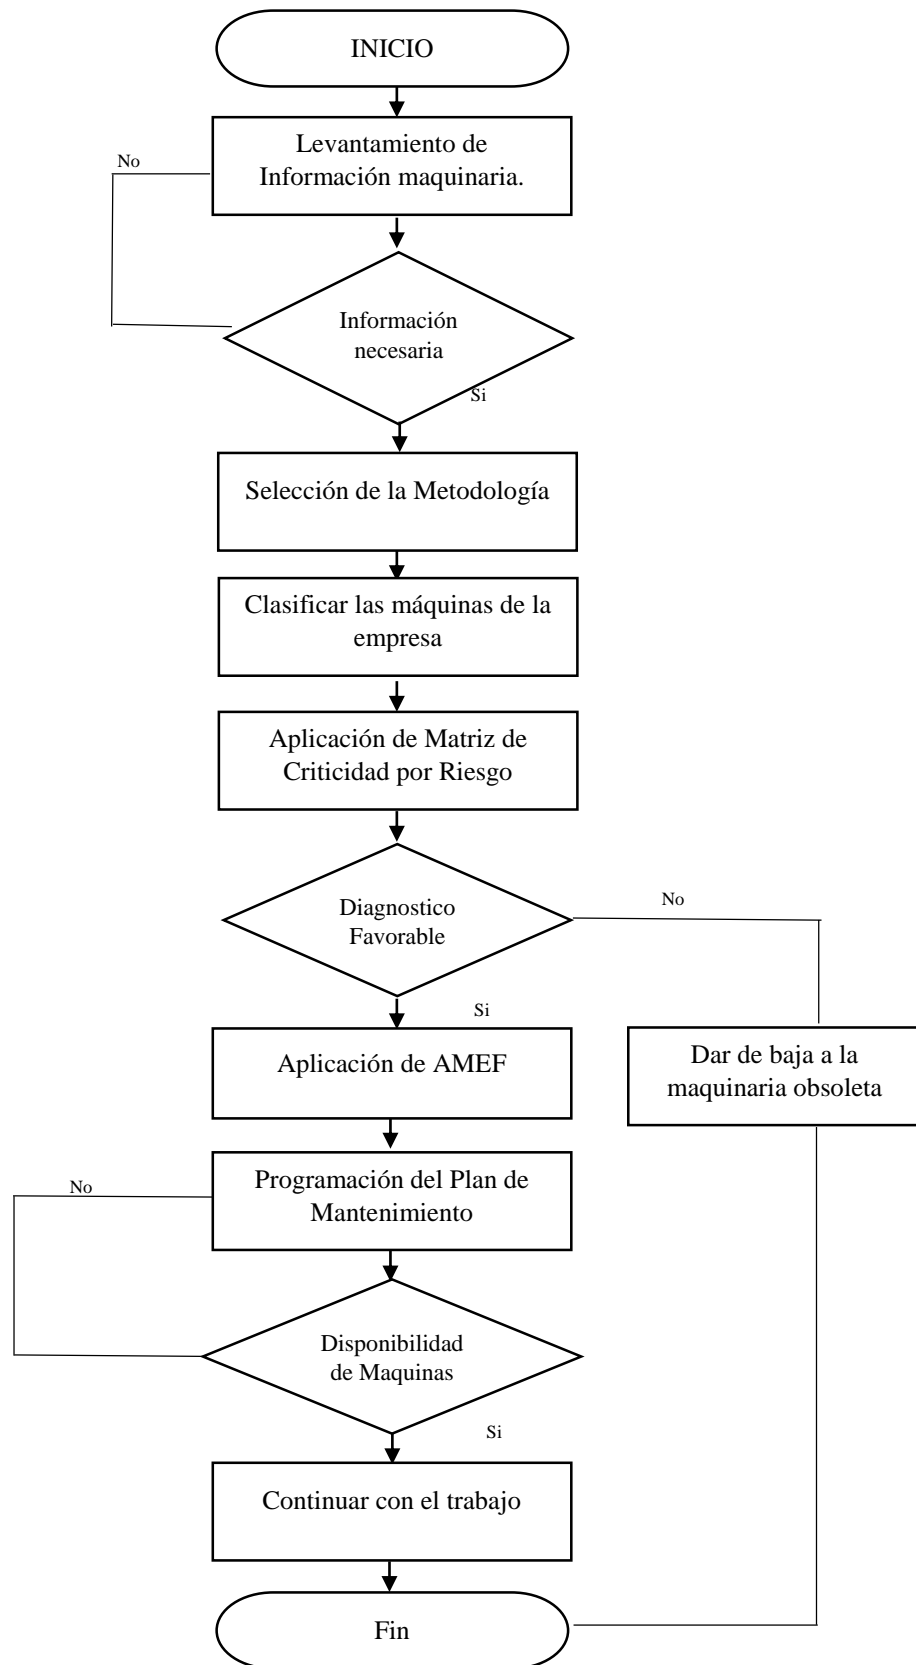 INICIO
Levantamiento de
Información maquinaria.
No
Información
necesaria
Si
Selección de la Metodología
Clasificar las máquinas de la
empresa
Aplicación de Matriz de
Criticidad por Riesgo
Diagnostico
Favorable
No
Si
Aplicación de AMEF
Dar de baja a la
maquinaria obsoleta
Programación del Plan de
Mantenimiento
No
Disponibilidad
de Maquinas
Si
Continuar con el trabajo
Fin